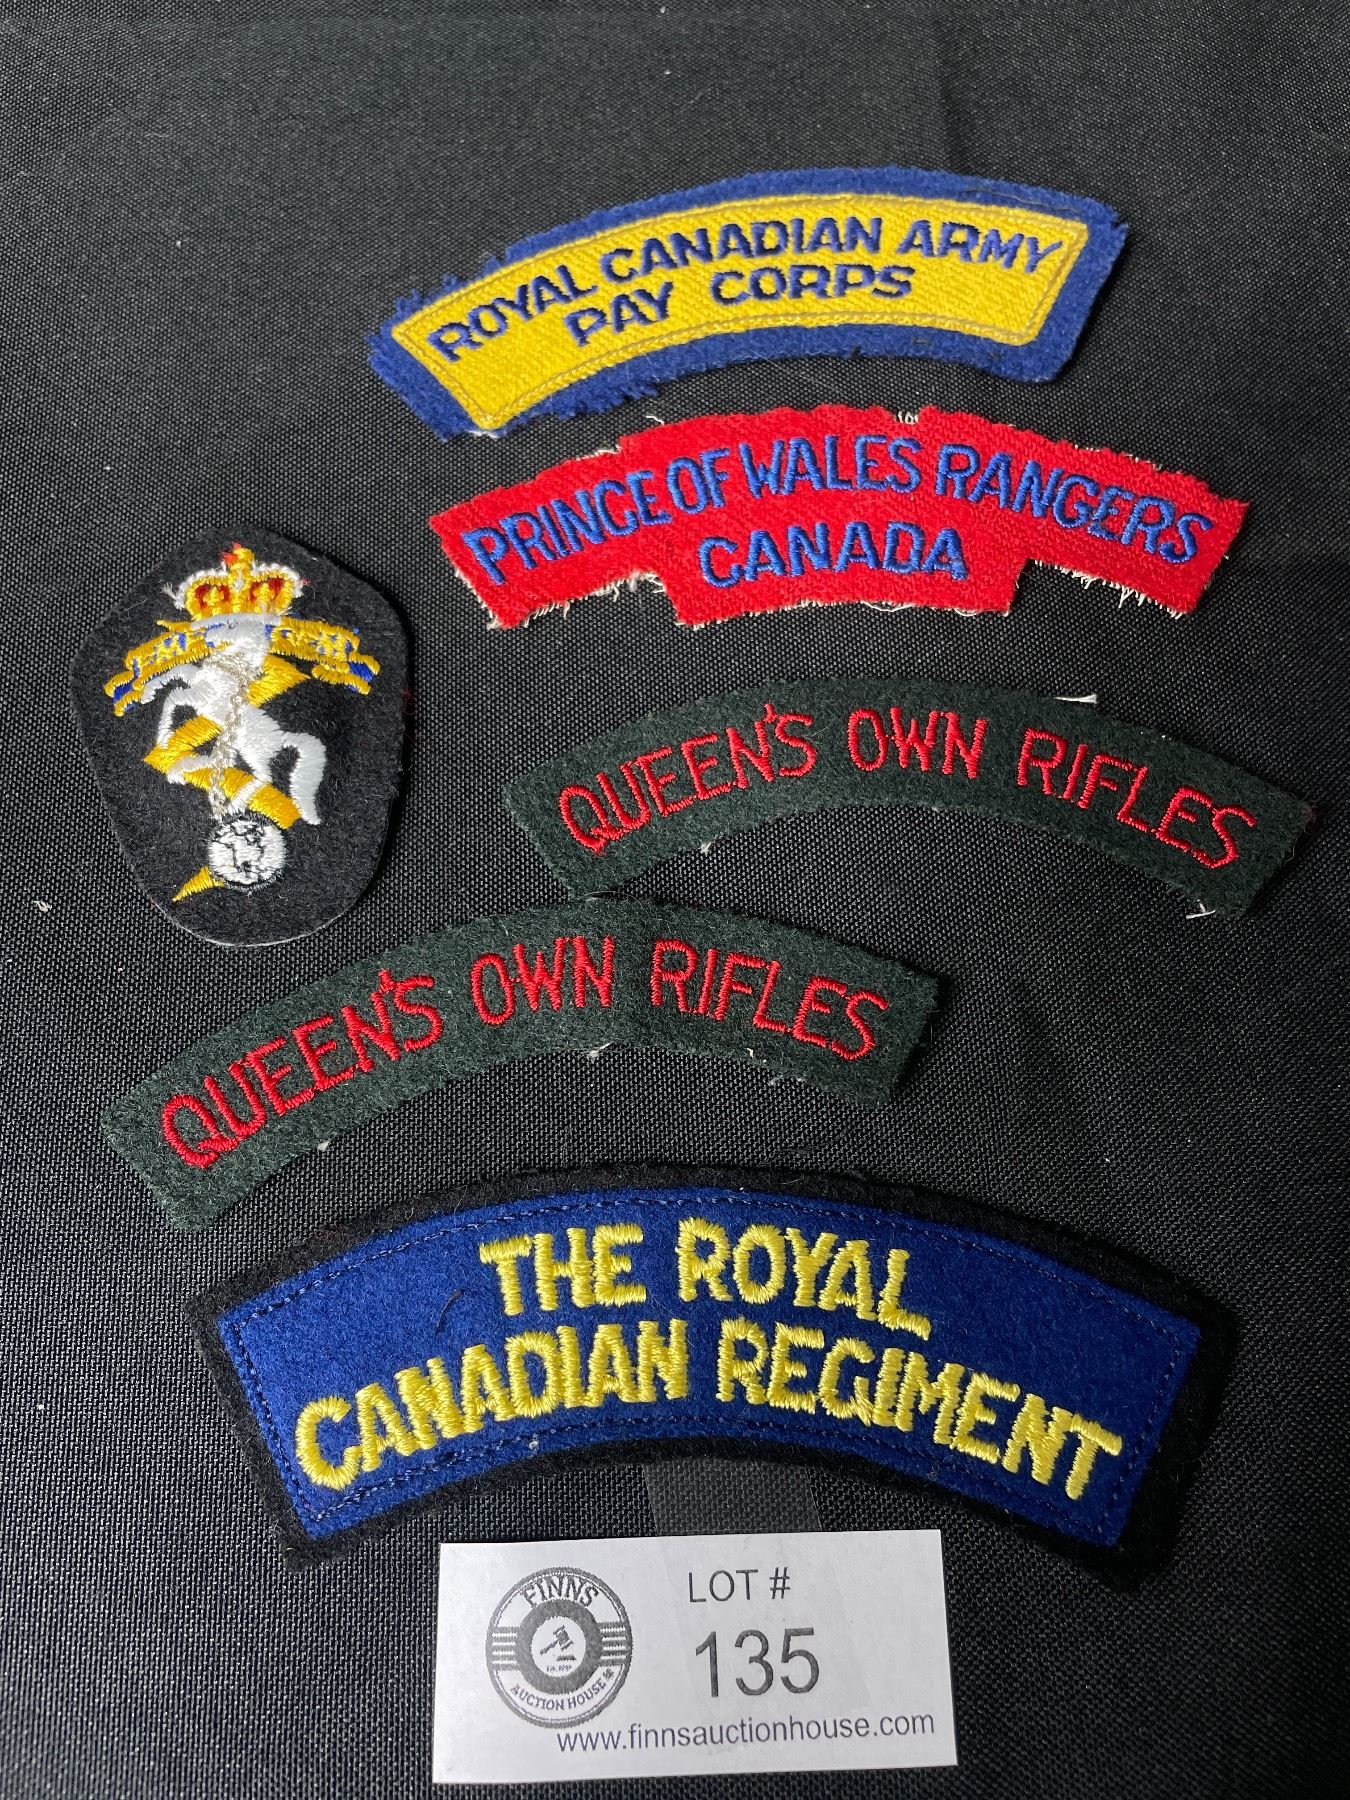 ROYAL CANADIAN ARMY
PAY CORPS
PRINCE OF WALES RANGERS
CANADA
QUEEN'S OWN RIFLES
QUEEN'S OWN RIFLES
THE ROYAL
CANADIAN REGIMENT
FINNS
AUCTION HOUSE
LOT #
135
www.finnsauctionhouse.com